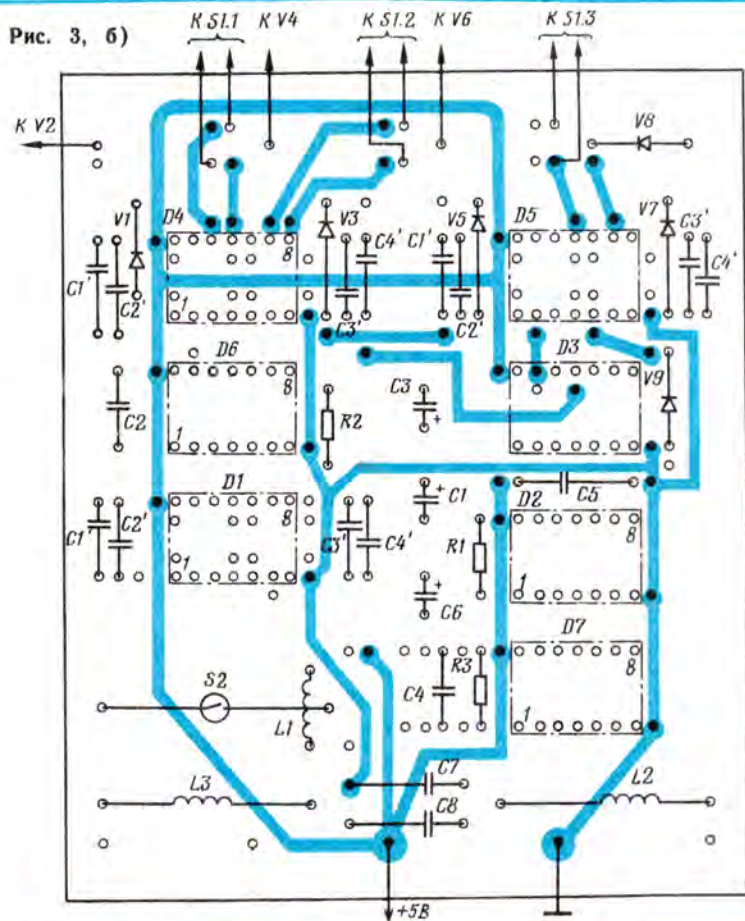 Рис. 3, б)
К S1.1 К V4 К S1.2 К V6 К S1.3
К V2
V8
V1 D4 V3 V5 D5 V7 C3'
C4' C1' C4'
8
C1' C2' 1 C3' C2'
D6 D3
V9
8 C3 + 8
C2 R2
1 1
D1 + C1 C5
D2
8 8
C1' C2' C3' C4' R1
1 + 1
C6
D7
S2 R3 8
L1 C4 1
C7
L3 L2
C8
+5В